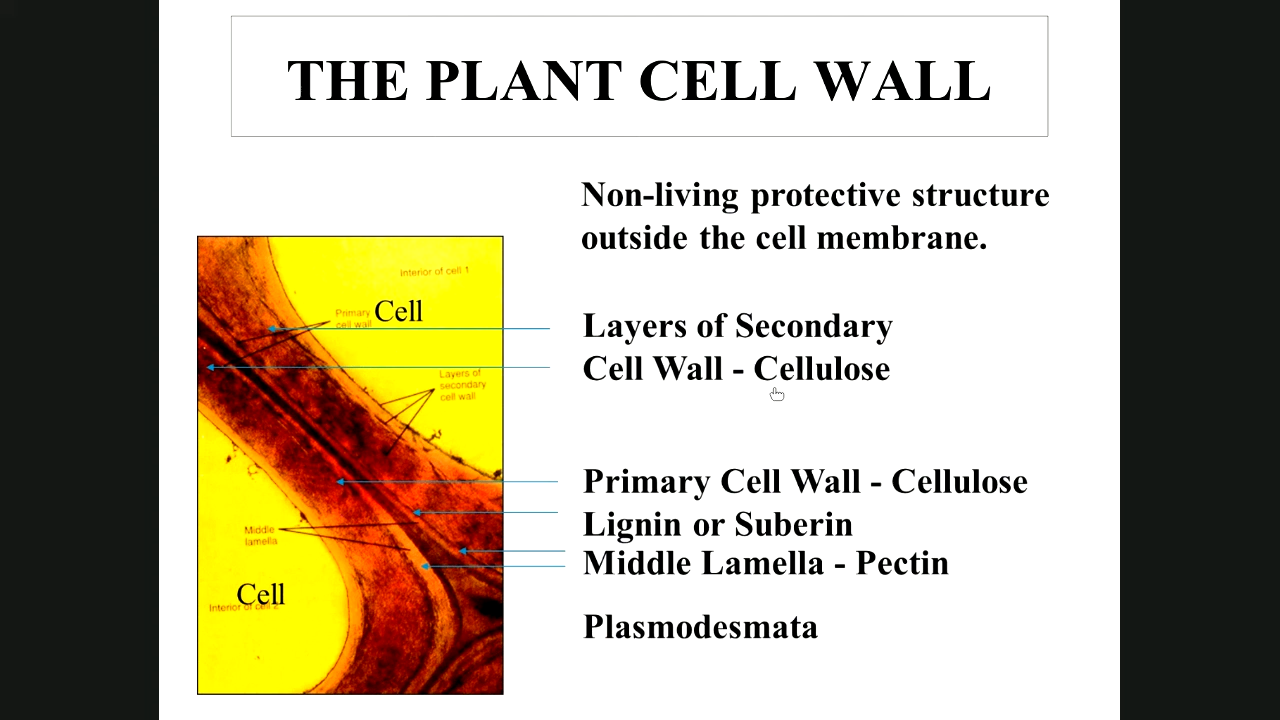 THE PLANT CELL WALL
Non-living protective structure
outside the cell membrane.
Interior of cell 1
Primary
cell wall
Cell
Layers of Secondary
Cell Wall - Cellulose
Layers of
secondary
cell wall
Primary Cell Wall - Cellulose
Lignin or Suberin
Middle
lamella
Middle Lamella - Pectin
Cell
Interior of cell 2
Plasmodesmata